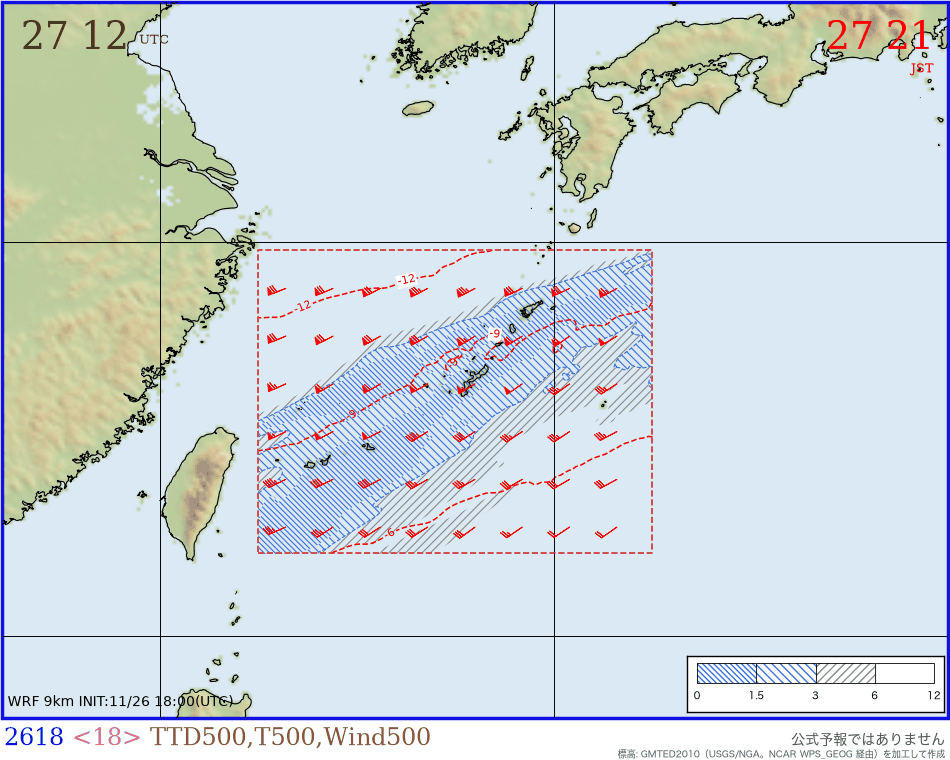 27 12 UTC
27 21
JST
-12
-12
-9
-9
-9
-6
WRF 9km INIT:11/26 18:00(UTC)
0 1.5 3 6 12
2618 <18> TTD500,T500,Wind500
公式予報ではありません
標高: GMTED2010（USGS/NGA。NCAR WPS_GEOG 経由）を加工して作成